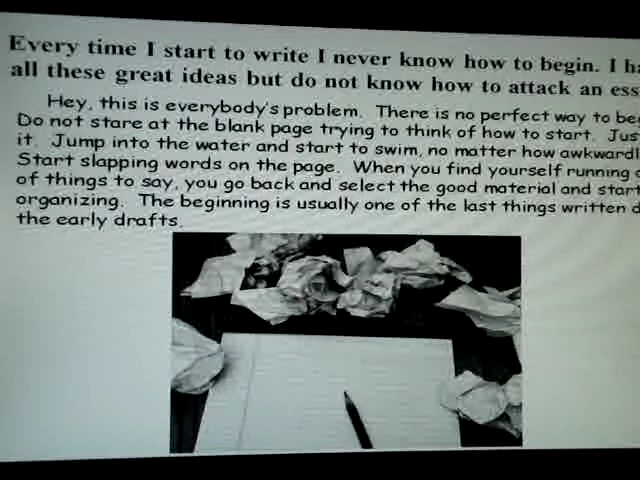 Every time I start to write I never know how to begin. I
all these great ideas but do not know how to attack an
Hey, this is everybody's problem. There is no perfect way to
Do not stare at the blank page trying to think of how to start.
it. Jump into the water and start to swim, no matter how
Start slapping words on the page. When you find yourself running
of things to say, you go back and select the good material and start
organizing. The beginning is usually one of the last things written
the early drafts.